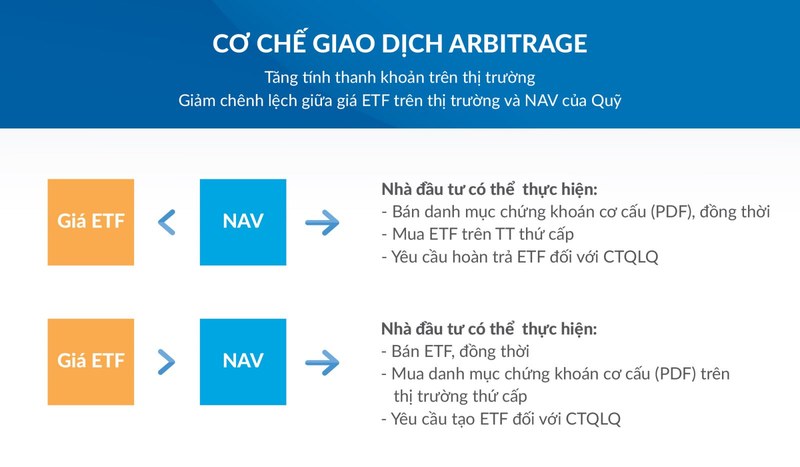 CƠ CHẾ GIAO DỊCH ARBITRAGE
Tăng tính thanh khoản trên thị trường
Giảm chênh lệch giữa giá ETF trên thị trường và NAV của Quỹ
Giá ETF
<
NAV
→
Nhà đầu tư có thể thực hiện:
- Bán danh mục chứng khoán cơ cấu (PDF), đồng thời
- Mua ETF trên TT thứ cấp
- Yêu cầu hoàn trả ETF đối với CTQLQ
Giá ETF
>
NAV
→
Nhà đầu tư có thể thực hiện:
- Bán ETF, đồng thời
- Mua danh mục chứng khoán cơ cấu (PDF) trên
thị trường thứ cấp
- Yêu cầu tạo ETF đối với CTQLQ